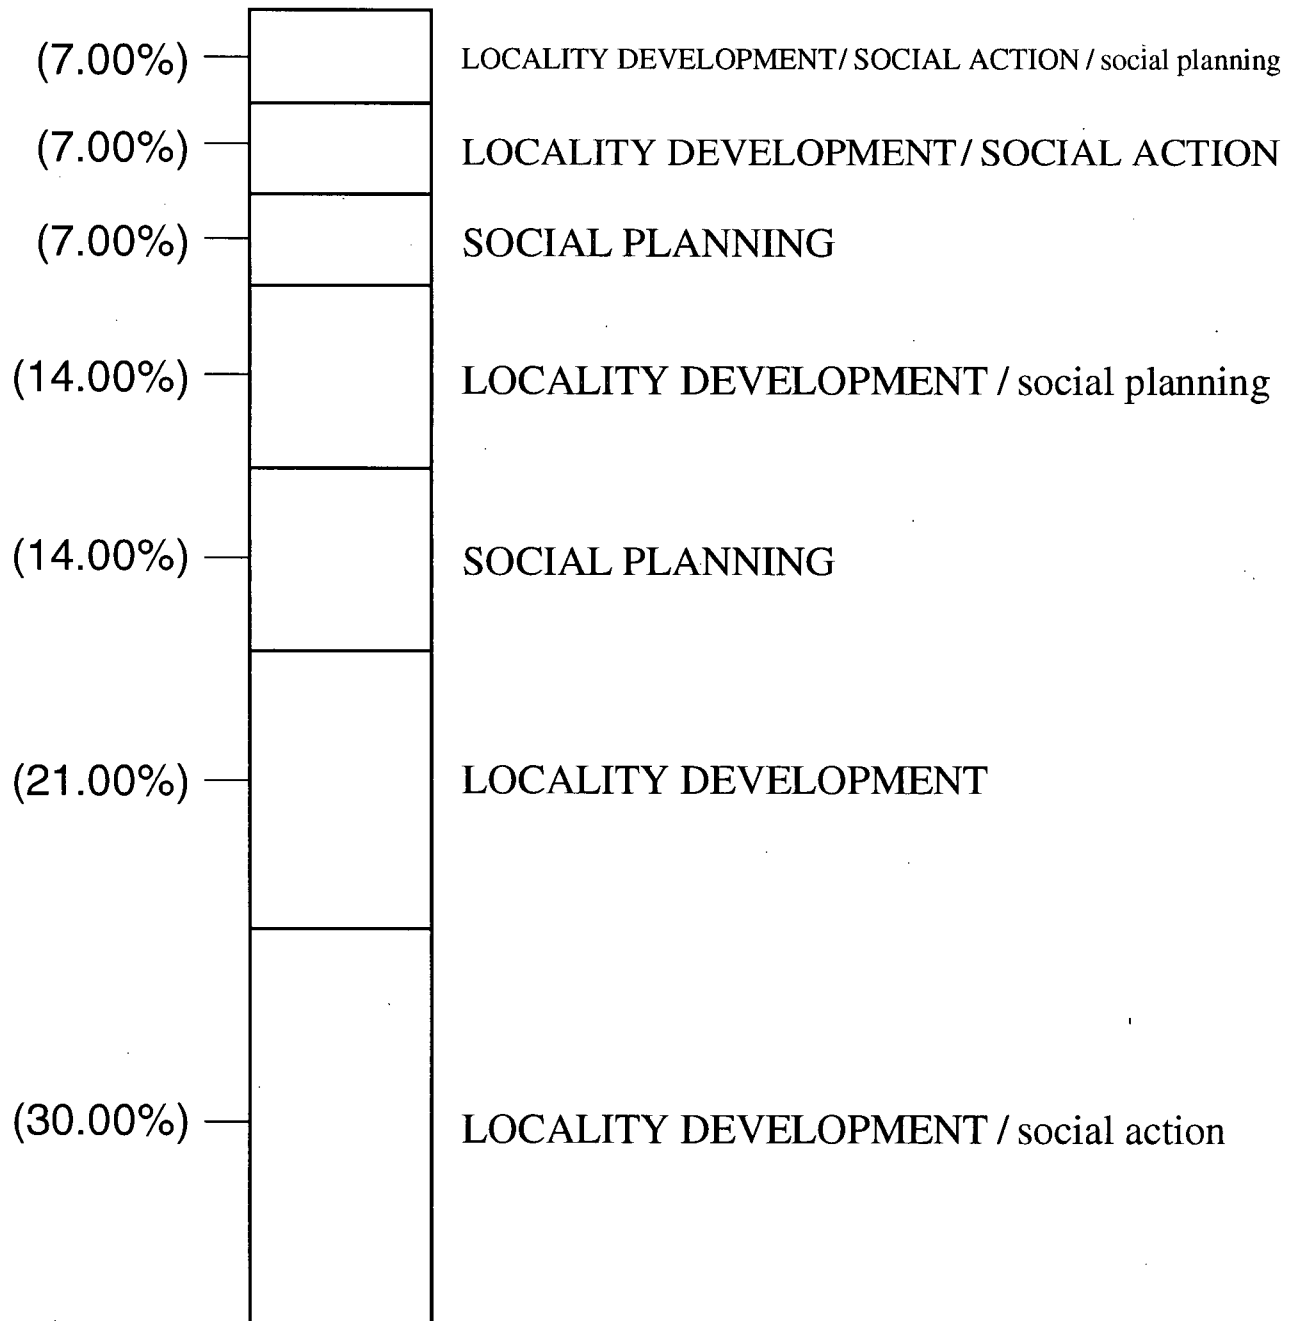 (7.00%) LOCALITY DEVELOPMENT/ SOCIAL ACTION / social planning
(7.00%) LOCALITY DEVELOPMENT/ SOCIAL ACTION
(7.00%) SOCIAL PLANNING
(14.00%) LOCALITY DEVELOPMENT / social planning
(14.00%) SOCIAL PLANNING
(21.00%) LOCALITY DEVELOPMENT
(30.00%) LOCALITY DEVELOPMENT / social action